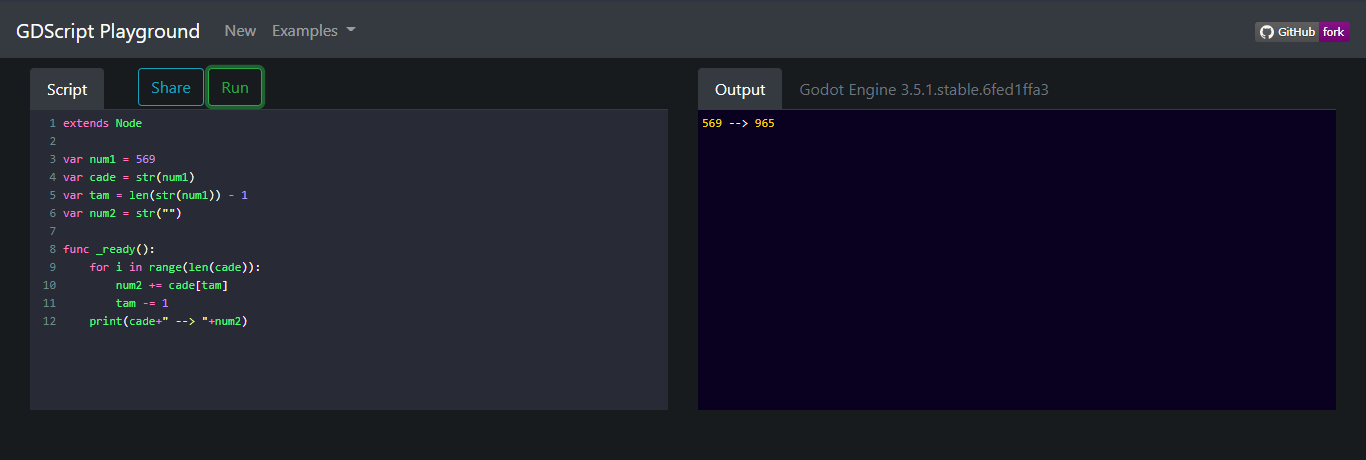 GDScript Playground New Examples GitHub fork
Script Share Run
1 extends Node
2
3 var num1 = 569
4 var cade = str(num1)
5 var tam = len(str(num1)) - 1
6 var num2 = str("")
7
8 func _ready():
9     for i in range(len(cade)):
10         num2 += cade[tam]
11         tam -= 1
12     print(cade+" --> "+num2)
Output Godot Engine 3.5.1.stable.6fed1ffa3
569 --> 965